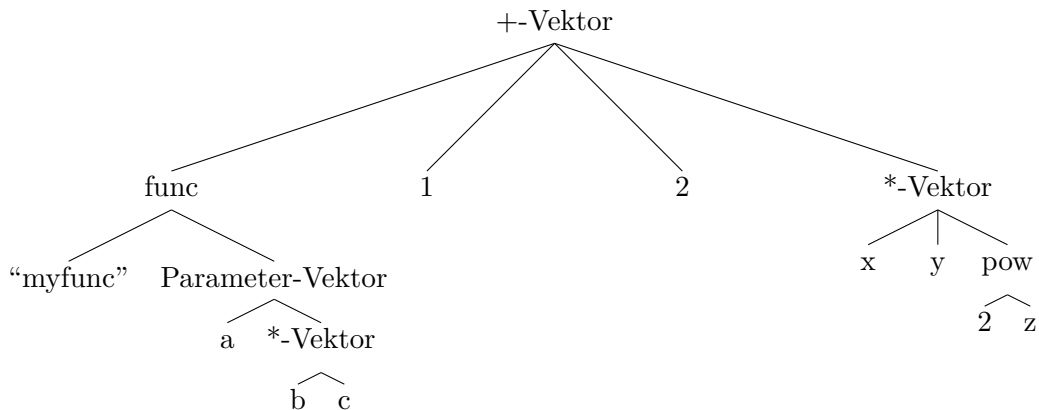 +-Vektor
func 1 2 *-Vektor
“myfunc” Parameter-Vektor x y pow
a *-Vektor 2 z
b c